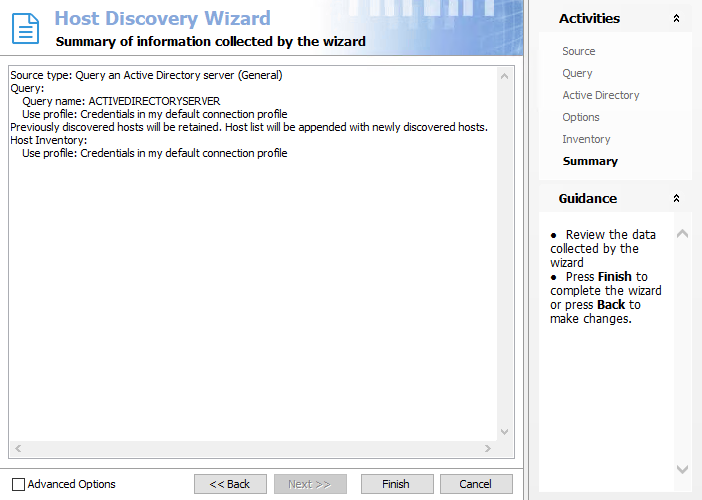 Host Discovery Wizard
Summary of information collected by the wizard
Source type: Query an Active Directory server (General)
Query:
Query name: ACTIVEDIRECTORYSERVER
Use profile: Credentials in my default connection profile
Previously discovered hosts will be retained. Host list will be appended with newly discovered hosts.
Host Inventory:
Use profile: Credentials in my default connection profile
Advanced Options
<< Back
Next >>
Finish
Cancel
Activities
Source
Query
Active Directory
Options
Inventory
Summary
Guidance
● Review the data
collected by the
wizard
● Press Finish to
complete the wizard
or press Back to
make changes.